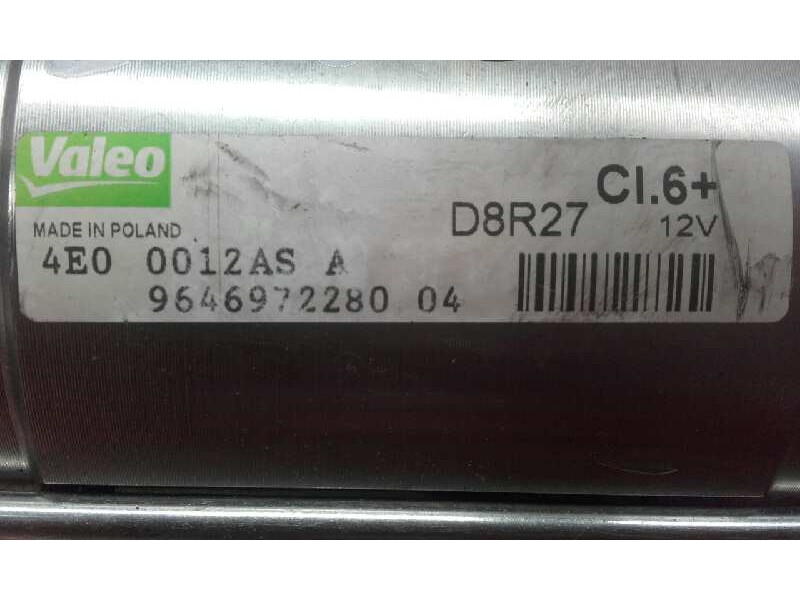 Valeo
Cl.6+
MADE IN POLAND
D8R27 12V
4E0 0012AS A
9646972280 04